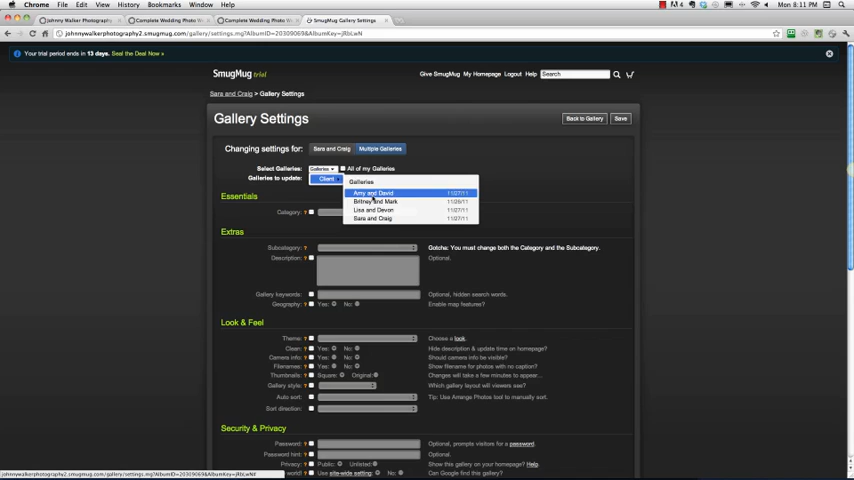 Chrome File Edit View History Bookmarks Window Help
Mon 8:11 PM
Johnny Walker Photography
Complete Wedding Photo W
Complete Wedding Photo W
SmugMug Gallery Settings
johnnywalkerphotography2.smugmug.com/gallery/settings.mg?AlbumID=20309069&AlbumKey=jRbLwN
Your trial period ends in 13 days. Seal the Deal Now »
SmugMug trial
Give SmugMug My Homepage Logout Help Search
Sara and Craig > Gallery Settings
Gallery Settings
Back to Gallery Save
Changing settings for: Sara and Craig Multiple Galleries
Select Galleries: Galleries All of my Galleries
Galleries to update: Client
Galleries
Amy and David 11/27/11
Britney and Mark 11/26/11
Lisa and Devon 11/27/11
Sara and Craig 11/27/11
Essentials
Category: ?
Extras
Subcategory: ? Gotcha: You must change both the Category and the Subcategory.
Description: ? Optional.
Gallery keywords: Optional, hidden search words.
Geography: ? Yes: No: Enable map features?
Look & Feel
Theme: ? Choose a look.
Clean: ? Yes: No: Hide description & update time on homepage?
Camera info: ? Yes: No: Should camera info be visible?
Filenames: ? Yes: No: Show filename for photos with no caption?
Thumbnails: ? Square: Original: Changes will take a few minutes to appear...
Gallery style: ? Which gallery layout will viewers see?
Auto sort: ? Tip: Use Arrange Photos tool to manually sort.
Sort direction: ?
Security & Privacy
Password: ? Optional, prompts visitors for a password.
Password hint: Optional.
Privacy: ? Public: Unlisted: Show this gallery on your homepage? Help
world! ? Use site-wide setting: No: Can Google find this gallery?
johnnywalkerphotography2.smugmug.com/gallery/settings.mg?AlbumID=20309069&AlbumKey=jRbLwN#